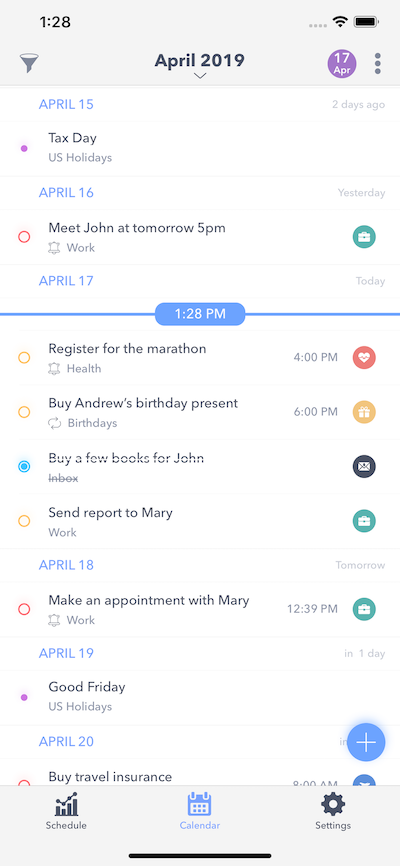 1:28
April 2019
17
Apr
APRIL 15
2 days ago
Tax Day
US Holidays
APRIL 16
Yesterday
Meet John at tomorrow 5pm
Work
APRIL 17
Today
1:28 PM
Register for the marathon
4:00 PM
Health
Buy Andrew's birthday present
6:00 PM
Birthdays
Buy a few books for John
Inbox
Send report to Mary
Work
APRIL 18
Tomorrow
Make an appointment with Mary
12:39 PM
Work
APRIL 19
in 1 day
Good Friday
US Holidays
APRIL 20
in
Buy travel insurance
8:00 AM
Schedule
Calendar
Settings